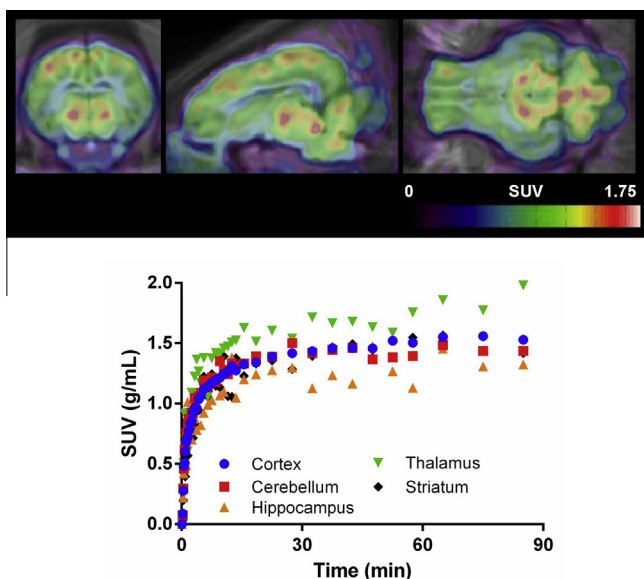 0 SUV 1.75
2.0
1.5
1.0
0.5
0.0
SUV (g/mL)
Cortex
Cerebellum
Hippocampus
Thalamus
Striatum
0 30 60 90
Time (min)